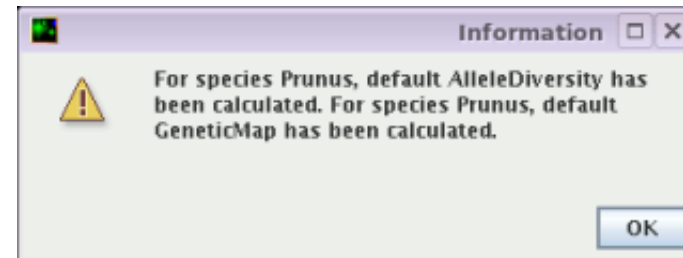 Information
For species Prunus, default AlleleDiversity has
been calculated. For species Prunus, default
GeneticMap has been calculated.
OK